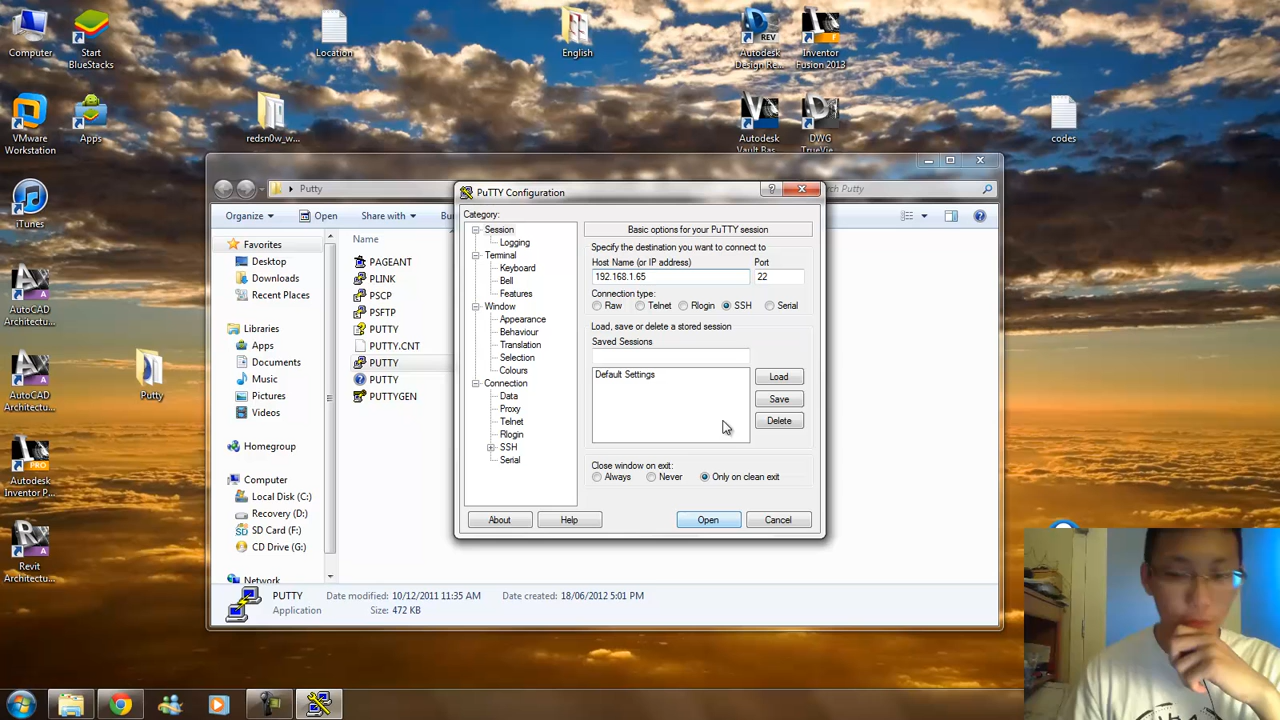 Computer
Start
BlueStacks
Location
English
Autodesk
Design Re...
Inventor
Fusion 2013
VMware
Workstation
Apps
redsn0w_w...
Autodesk
Vault Bas...
DWG
TrueVie...
codes
iTunes
AutoCAD
Architectu...
AutoCAD
Architectu...
Putty
Autodesk
Inventor P...
Revit
Architectu...
Putty
Organize
Open
Share with
Name
Favorites
Desktop
Downloads
Recent Places
Libraries
Apps
Documents
Music
Pictures
Videos
Homegroup
Computer
Local Disk (C:)
Recovery (D:)
SD Card (F:)
CD Drive (G:)
Network
PAGEANT
PLINK
PSCP
PSFTP
PUTTY
PUTTY.CNT
PUTTY
PUTTY
PUTTYGEN
PUTTY
Application
Date modified: 10/12/2011 11:35 AM
Size: 472 KB
Date created: 18/06/2012 5:01 PM
PuTTY Configuration
Category:
Session
Logging
Terminal
Keyboard
Bell
Features
Window
Appearance
Behaviour
Translation
Selection
Colours
Connection
Data
Proxy
Telnet
Rlogin
SSH
Serial
Basic options for your PuTTY session
Specify the destination you want to connect to
Host Name (or IP address)
Port
192.168.1.65
22
Connection type:
Raw
Telnet
Rlogin
SSH
Serial
Load, save or delete a stored session
Saved Sessions
Default Settings
Load
Save
Delete
Close window on exit:
Always
Never
Only on clean exit
About
Help
Open
Cancel